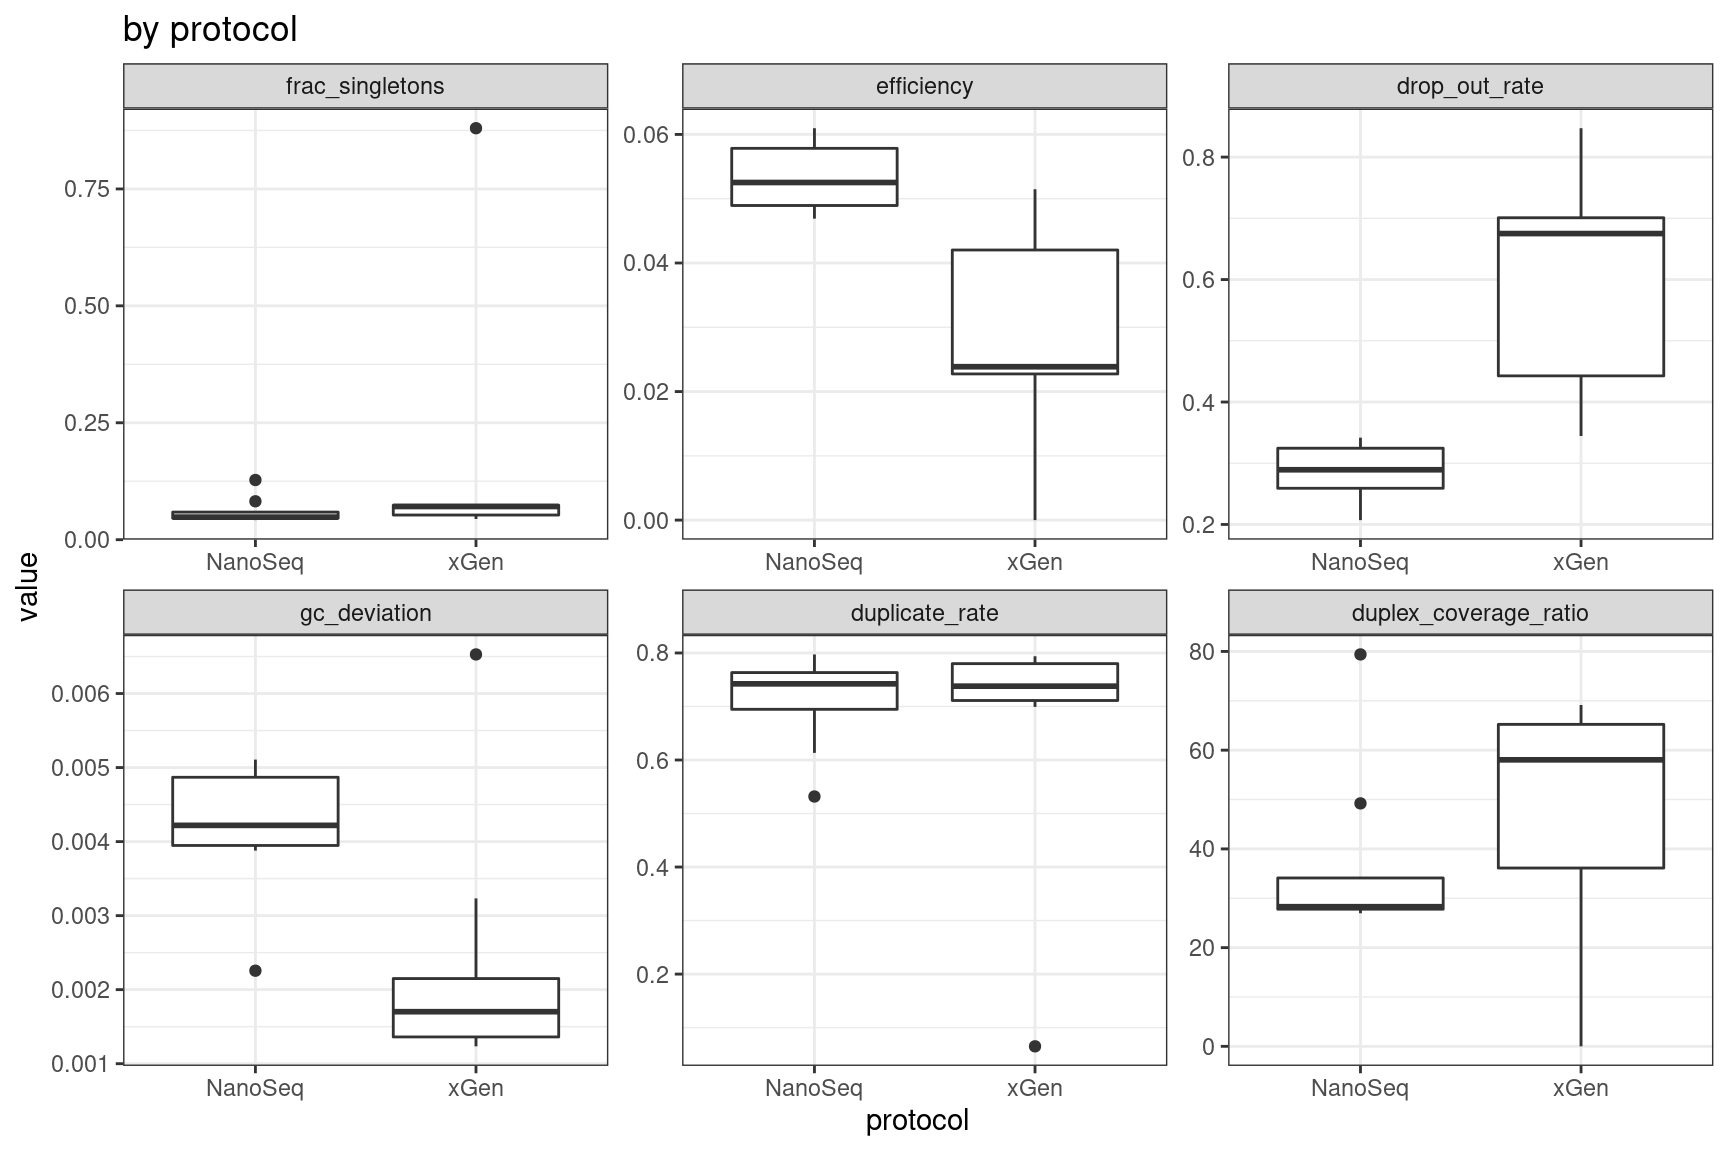 by protocol
frac_singletons
efficiency
drop_out_rate
0.75
0.50
0.25
0.00
0.06
0.04
0.02
0.00
0.8
0.6
0.4
0.2
NanoSeq xGen
NanoSeq xGen
NanoSeq xGen
value
gc_deviation
duplicate_rate
duplex_coverage_ratio
0.006
0.005
0.004
0.003
0.002
0.001
0.8
0.6
0.4
0.2
80
60
40
20
0
NanoSeq xGen
NanoSeq xGen
NanoSeq xGen
protocol